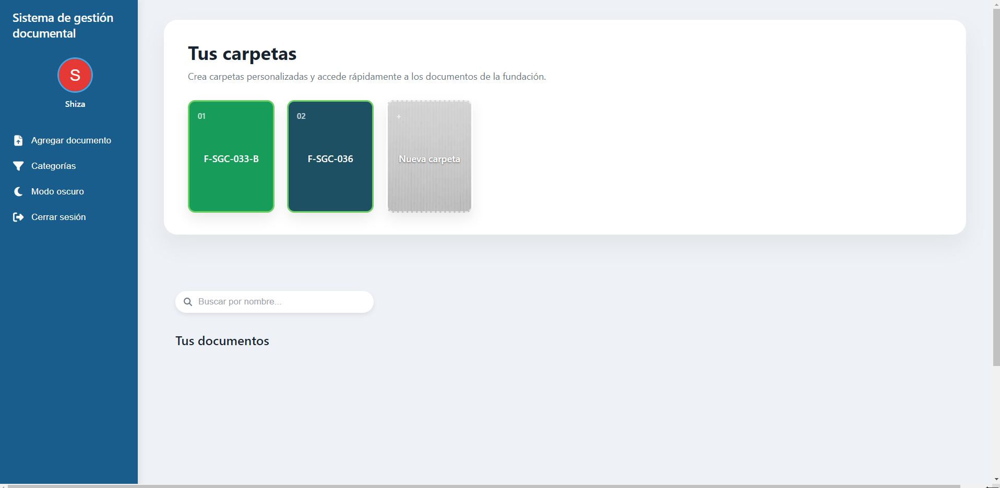 Sistema de gestión
documental
S
Shiza
Agregar documento
Categorías
Modo oscuro
Cerrar sesión
Tus carpetas
Crea carpetas personalizadas y accede rápidamente a los documentos de la fundación.
01
F-SGC-033-B
02
F-SGC-036
+
Nueva carpeta
Buscar por nombre...
Tus documentos